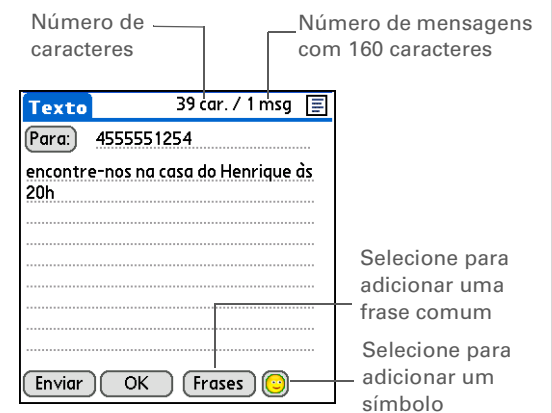 Número de
caracteres
Número de mensagens
com 160 caracteres
Texto 39 car. / 1 msg
Para: 4555551254
encontre-nos na casa do Henrique às
20h
Selecione para
adicionar uma
frase comum
Selecione para
adicionar um
símbolo
Enviar OK Frases